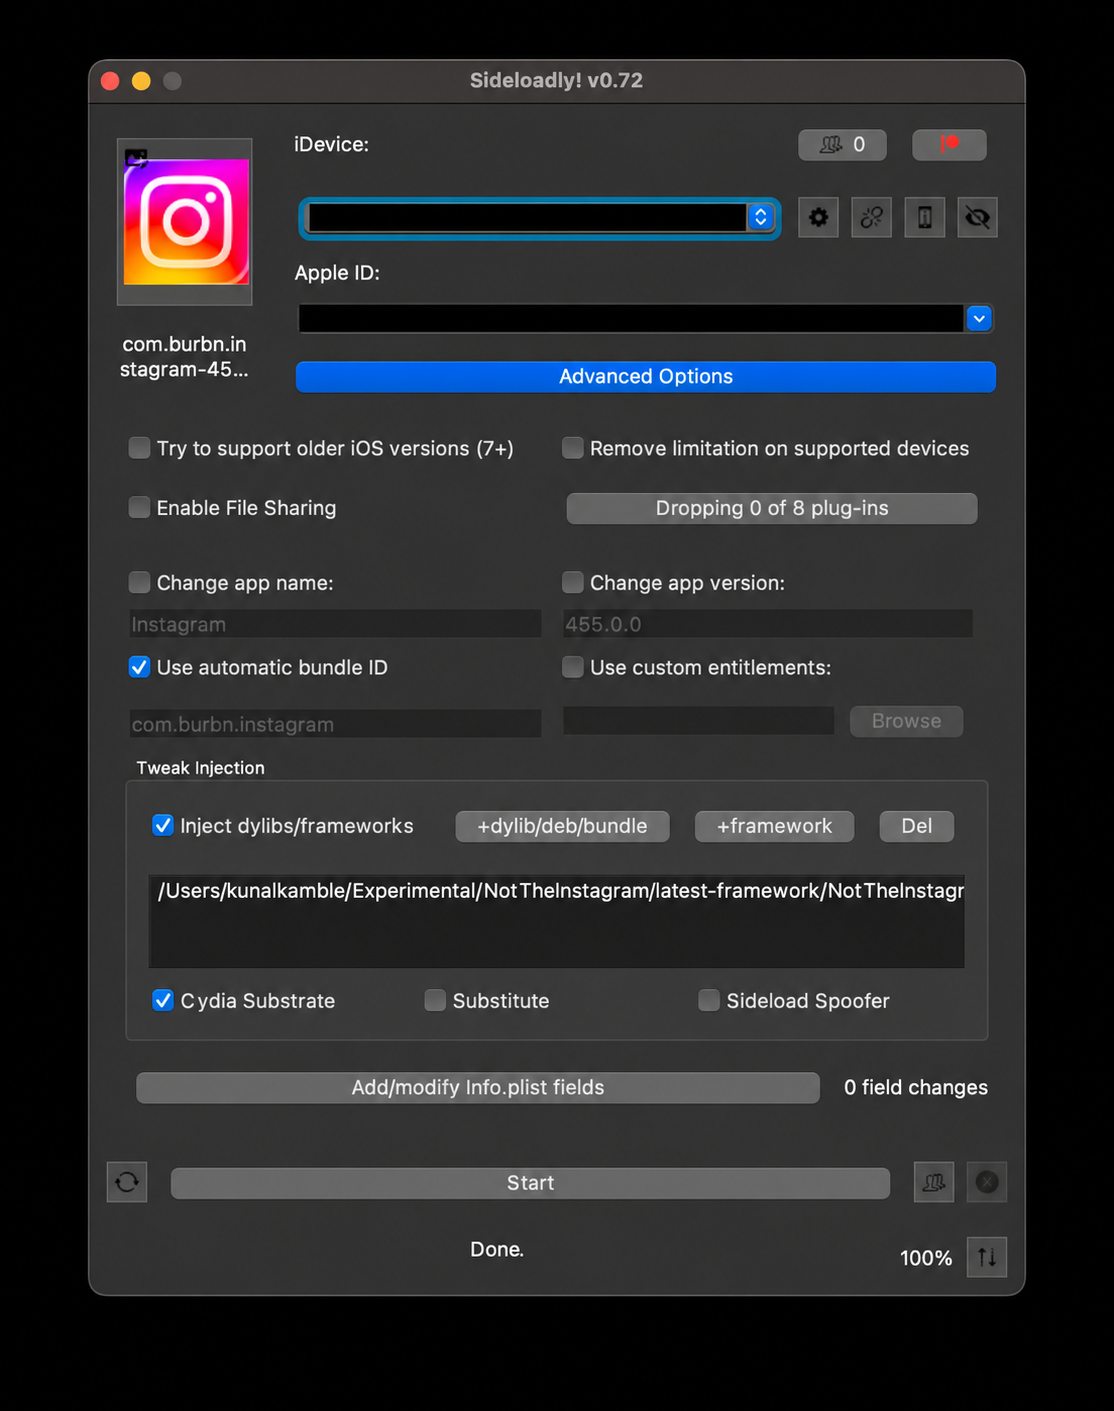 Sideloadly! v0.72
iDevice:
0
Apple ID:
com.burbn.in
stagram-45...
Advanced Options
Try to support older iOS versions (7+)
Remove limitation on supported devices
Enable File Sharing
Dropping 0 of 8 plug-ins
Change app name:
Change app version:
Instagram
455.0.0
Use automatic bundle ID
Use custom entitlements:
com.burbn.instagram
Browse
Tweak Injection
Inject dylibs/frameworks
+dylib/deb/bundle
+framework
Del
/Users/kunalkamble/Experimental/NotTheInstagram/latest-framework/NotTheInstagr
Cydia Substrate
Substitute
Sideload Spoofer
Add/modify Info.plist fields
0 field changes
Start
Done.
100%